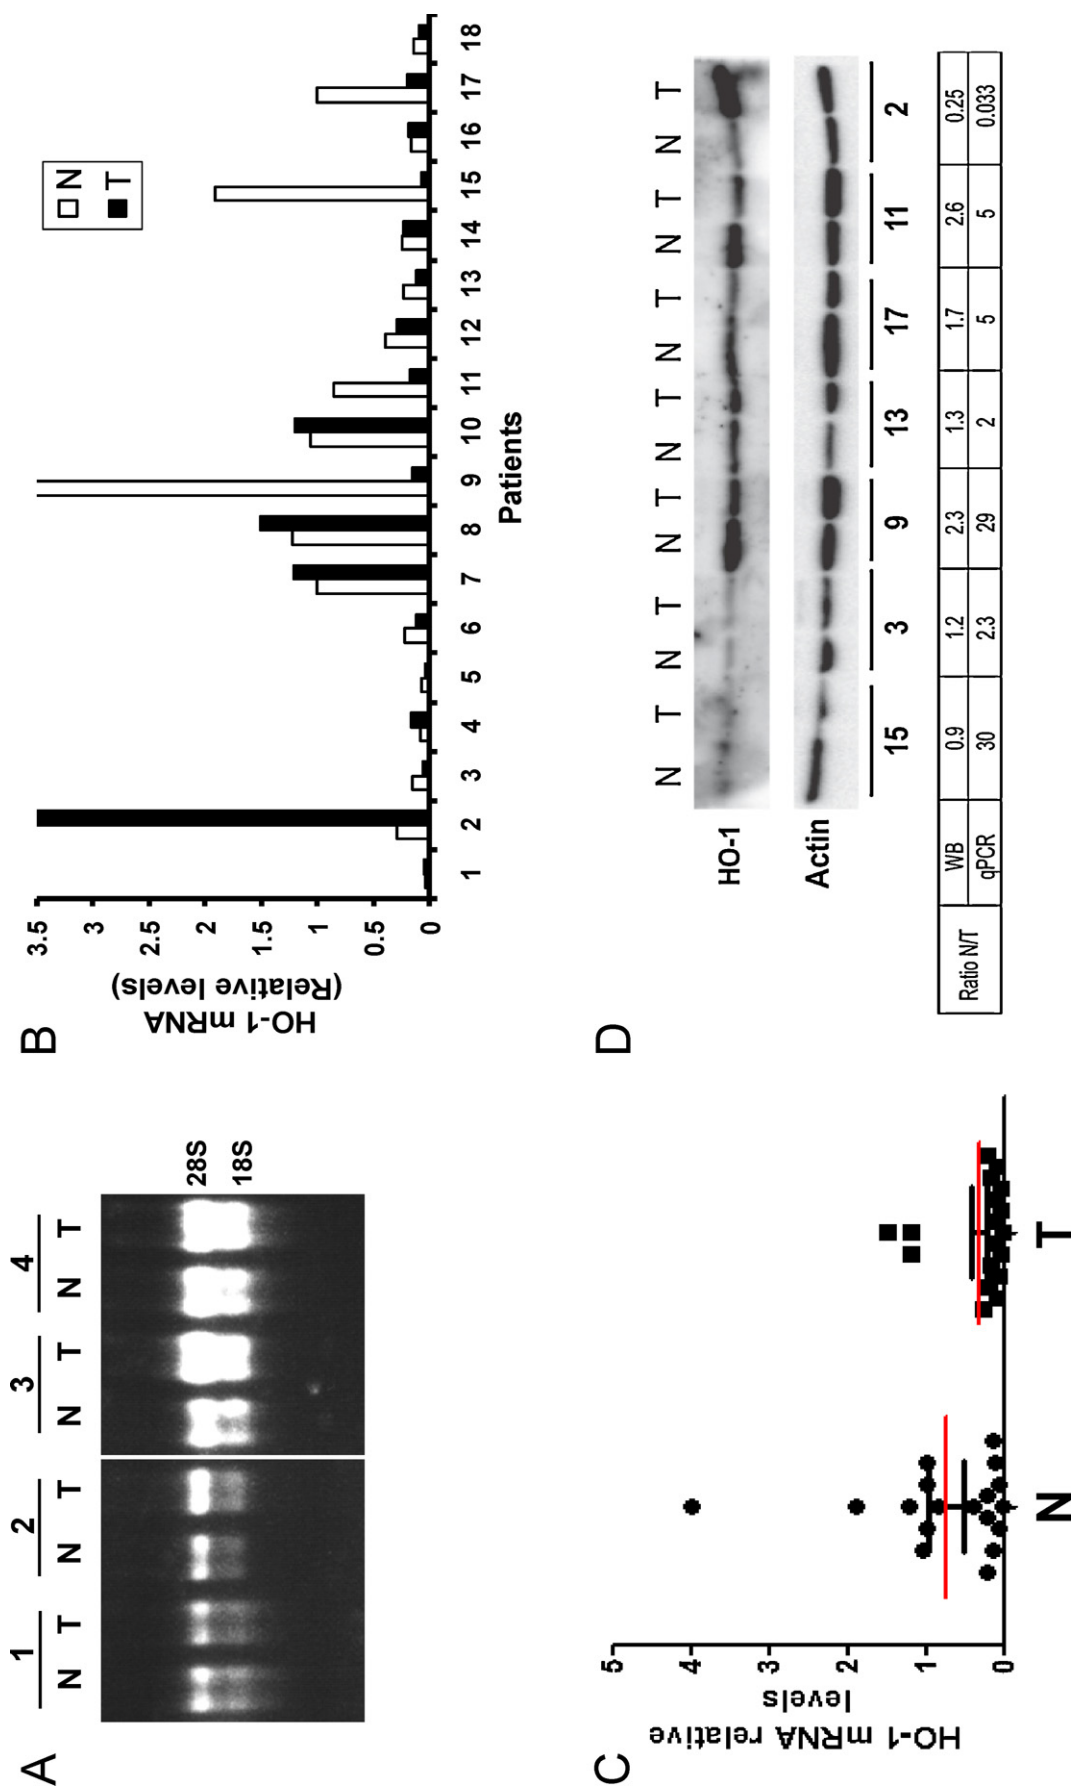 A
1 2 3 4
N T N T N T N T
28S
18S
B
HO-1 mRNA
(Relative levels)
3.5
3
2.5
2
1.5
1
0.5
0
N
T
1 2 3 4 5 6 7 8 9 10 11 12 13 14 15 16 17 18
Patients
C
HO-1 mRNA relative
levels
5
4
3
2
1
0
N T
D
N T N T N T N T N T N T N T
HO-1
Actin
15 3 9 13 17 11 2
Ratio N/T
WB 0.9 1.2 2.3 1.3 1.7 2.6 0.25
qPCR 30 2.3 29 2 5 5 0.033